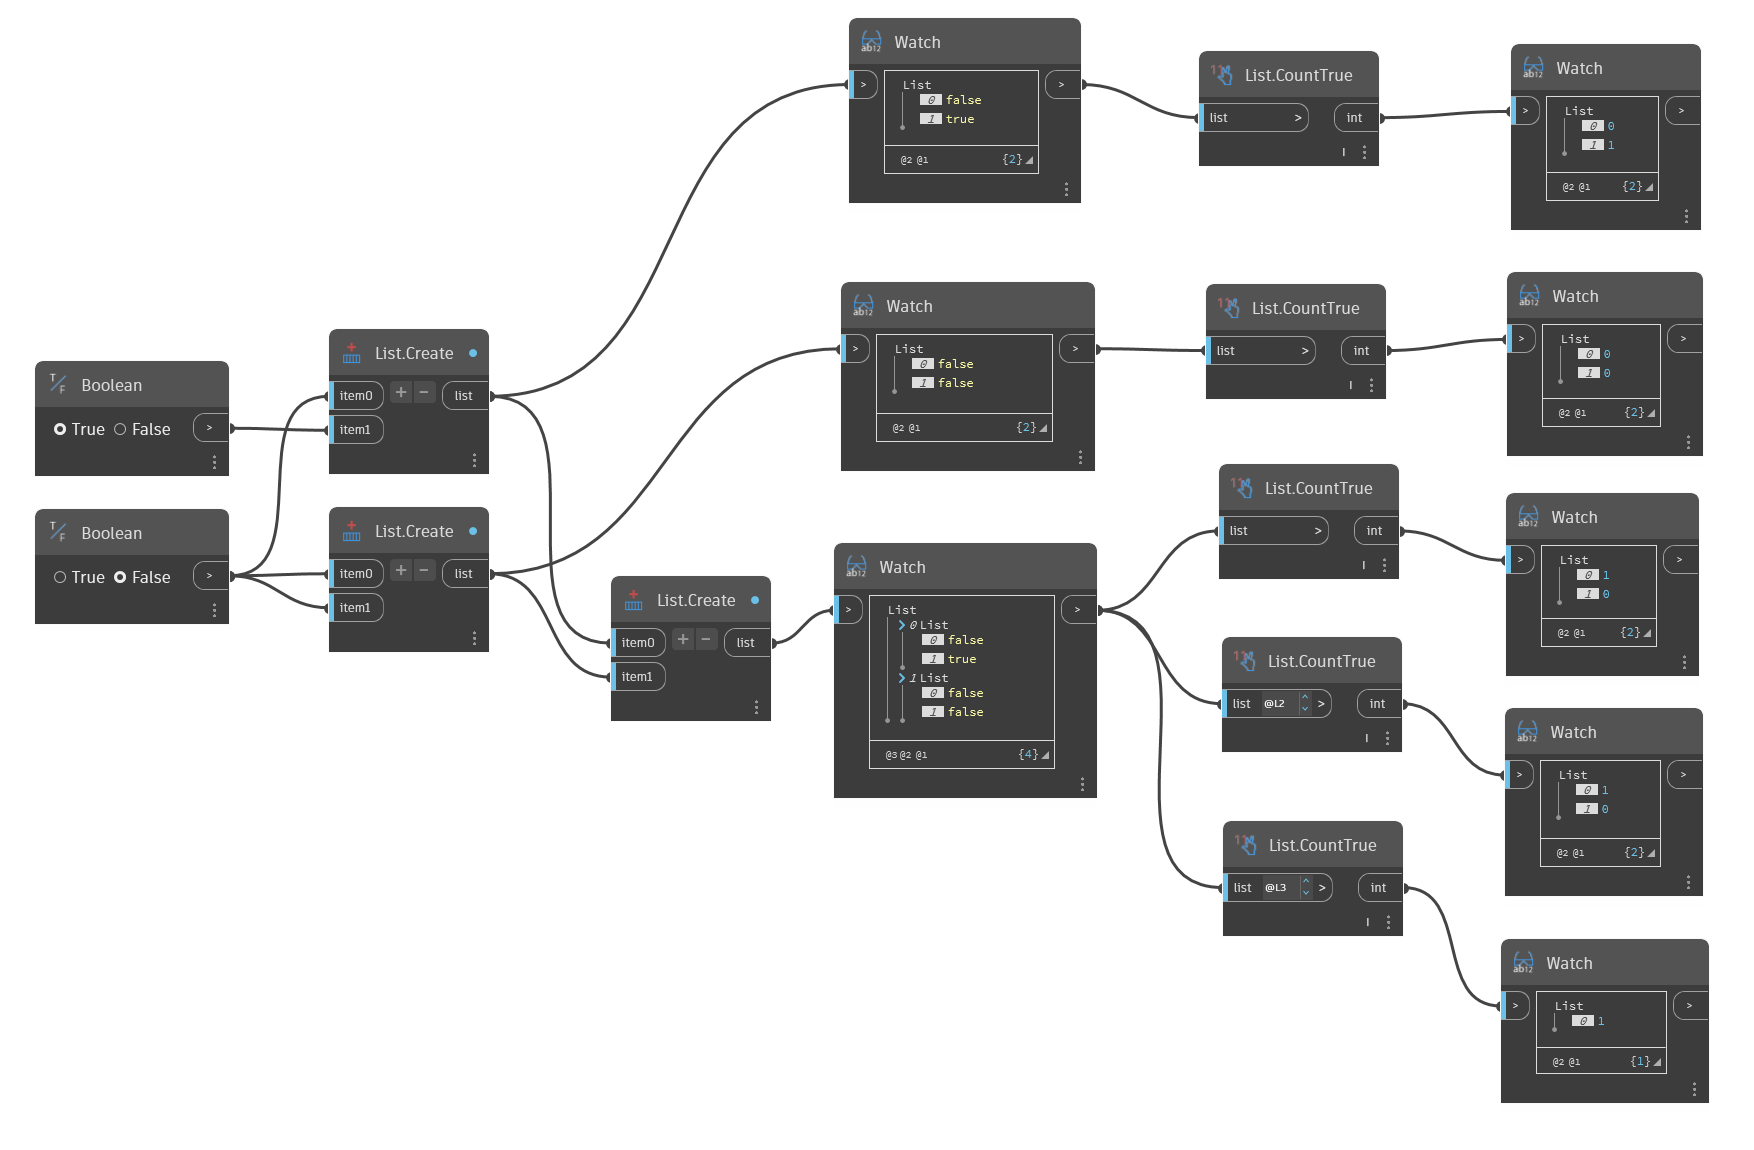 Boolean
True False >
Boolean
True False >
List.Create
item0 + - list
item1
List.Create
item0 + - list
item1
List.Create
item0 + - list
item1
Watch
> >
List
0 false
1 true
@2 @1 {2}
List.CountTrue
list > int
Watch
> >
List
0 0
1 1
@2 @1 {2}
Watch
> >
List
0 false
1 false
@2 @1 {2}
List.CountTrue
list > int
Watch
> >
List
0 0
1 0
@2 @1 {2}
Watch
> >
List
0 List
0 false
1 true
1 List
0 false
1 false
@3 @2 @1 {4}
List.CountTrue
list > int
Watch
> >
List
0 1
1 0
@2 @1 {2}
List.CountTrue
list @L2 > int
Watch
> >
List
0 1
1 0
@2 @1 {2}
List.CountTrue
list @L3 > int
Watch
> >
List
0 1
@2 @1 {1}